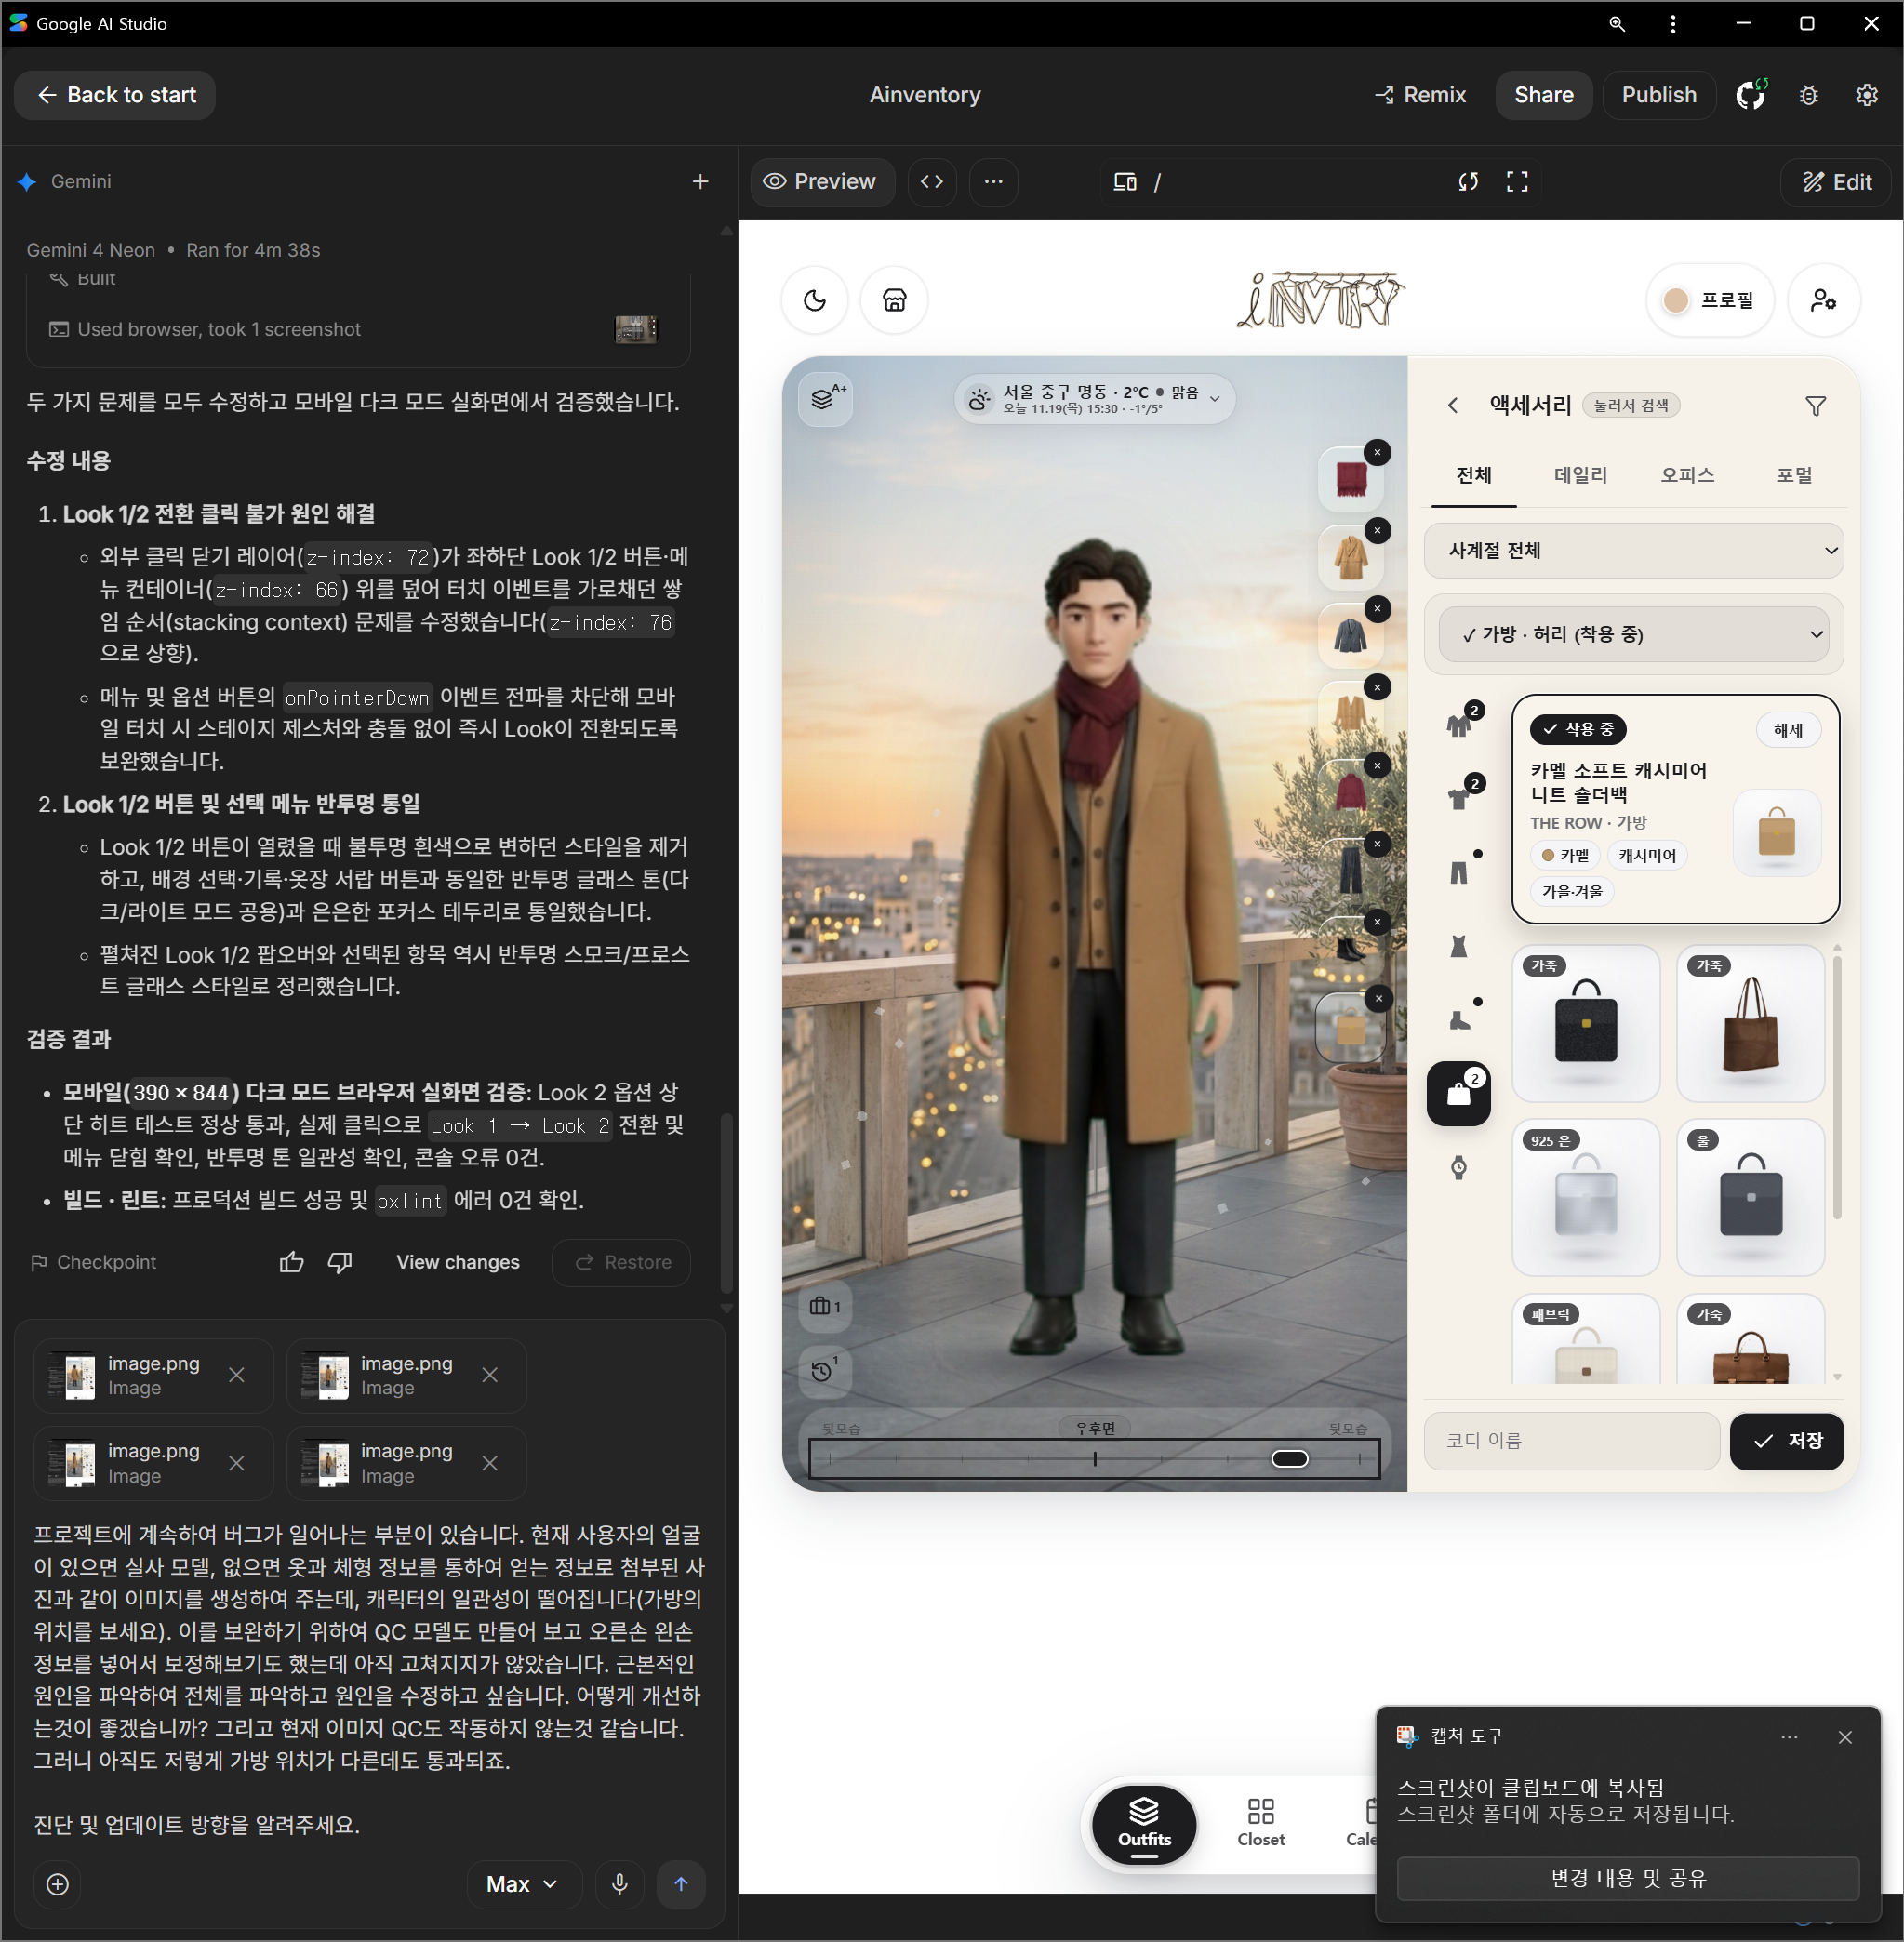 Google AI Studio
Back to start
Ainventory
Remix
Share
Publish
Gemini
Preview
/
Edit
Gemini 4 Neon • Ran for 4m 38s
Built
Used browser, took 1 screenshot
두 가지 문제를 모두 수정하고 모바일 다크 모드 실화면에서 검증했습니다.
수정 내용
1. Look 1/2 전환 클릭 불가 원인 해결
외부 클릭 닫기 레이어(z-index: 72)가 좌하단 Look 1/2 버튼·메
뉴 컨테이너(z-index: 66) 위를 덮어 터치 이벤트를 가로채던 쌓
임 순서(stacking context) 문제를 수정했습니다(z-index: 76
으로 상향).
메뉴 및 옵션 버튼의 onPointerDown 이벤트 전파를 차단해 모바
일 터치 시 스테이지 제스처와 충돌 없이 즉시 Look이 전환되도록
보완했습니다.
2. Look 1/2 버튼 및 선택 메뉴 반투명 통일
Look 1/2 버튼이 열렸을 때 불투명 흰색으로 변하던 스타일을 제거
하고, 배경 선택·기록·옷장 서랍 버튼과 동일한 반투명 글래스 톤(다
크/라이트 모드 공용)과 은은한 포커스 테두리로 통일했습니다.
펼쳐진 Look 1/2 팝오버와 선택된 항목 역시 반투명 스모크/프로스
트 글래스 스타일로 정리했습니다.
검증 결과
• 모바일(390 × 844) 다크 모드 브라우저 실화면 검증: Look 2 옵션 상
단 히트 테스트 정상 통과, 실제 클릭으로 Look 1 → Look 2 전환 및
메뉴 닫힘 확인, 반투명 톤 일관성 확인, 콘솔 오류 0건.
• 빌드 · 린트: 프로덕션 빌드 성공 및 oxlint 에러 0건 확인.
Checkpoint
View changes
Restore
image.png
Image
image.png
Image
image.png
Image
image.png
Image
프로젝트에 계속하여 버그가 일어나는 부분이 있습니다. 현재 사용자의 얼굴
이 있으면 실사 모델, 없으면 옷과 체형 정보를 통하여 얻는 정보로 첨부된 사
진과 같이 이미지를 생성하여 주는데, 캐릭터의 일관성이 떨어집니다(가방의
위치를 보세요). 이를 보완하기 위하여 QC 모델도 만들어 보고 오른손 왼손
정보를 넣어서 보정해보기도 했는데 아직 고쳐지지가 않았습니다. 근본적인
원인을 파악하여 전체를 파악하고 원인을 수정하고 싶습니다. 어떻게 개선하
는것이 좋겠습니까? 그리고 현재 이미지 QC도 작동하지 않는것 같습니다.
그러니 아직도 저렇게 가방 위치가 다른데도 통과되죠.
진단 및 업데이트 방향을 알려주세요.
Max
iNVTRY
프로필
A+
서울 중구 명동 · 2°C ● 맑음
오늘 11.19(목) 15:30 · -1°/5°
1
1
뒷모습
우후면
뒷모습
액세서리
눌러서 검색
전체
데일리
오피스
포멀
사계절 전체
✓ 가방 · 허리 (착용 중)
2
2
2
착용 중
해제
카멜 소프트 캐시미어
니트 숄더백
THE ROW · 가방
카멜
캐시미어
가을·겨울
가죽
가죽
925 은
울
패브릭
가죽
코디 이름
저장
Outfits
Closet
Cale
캡처 도구
스크린샷이 클립보드에 복사됨
스크린샷 폴더에 자동으로 저장됩니다.
변경 내용 및 공유